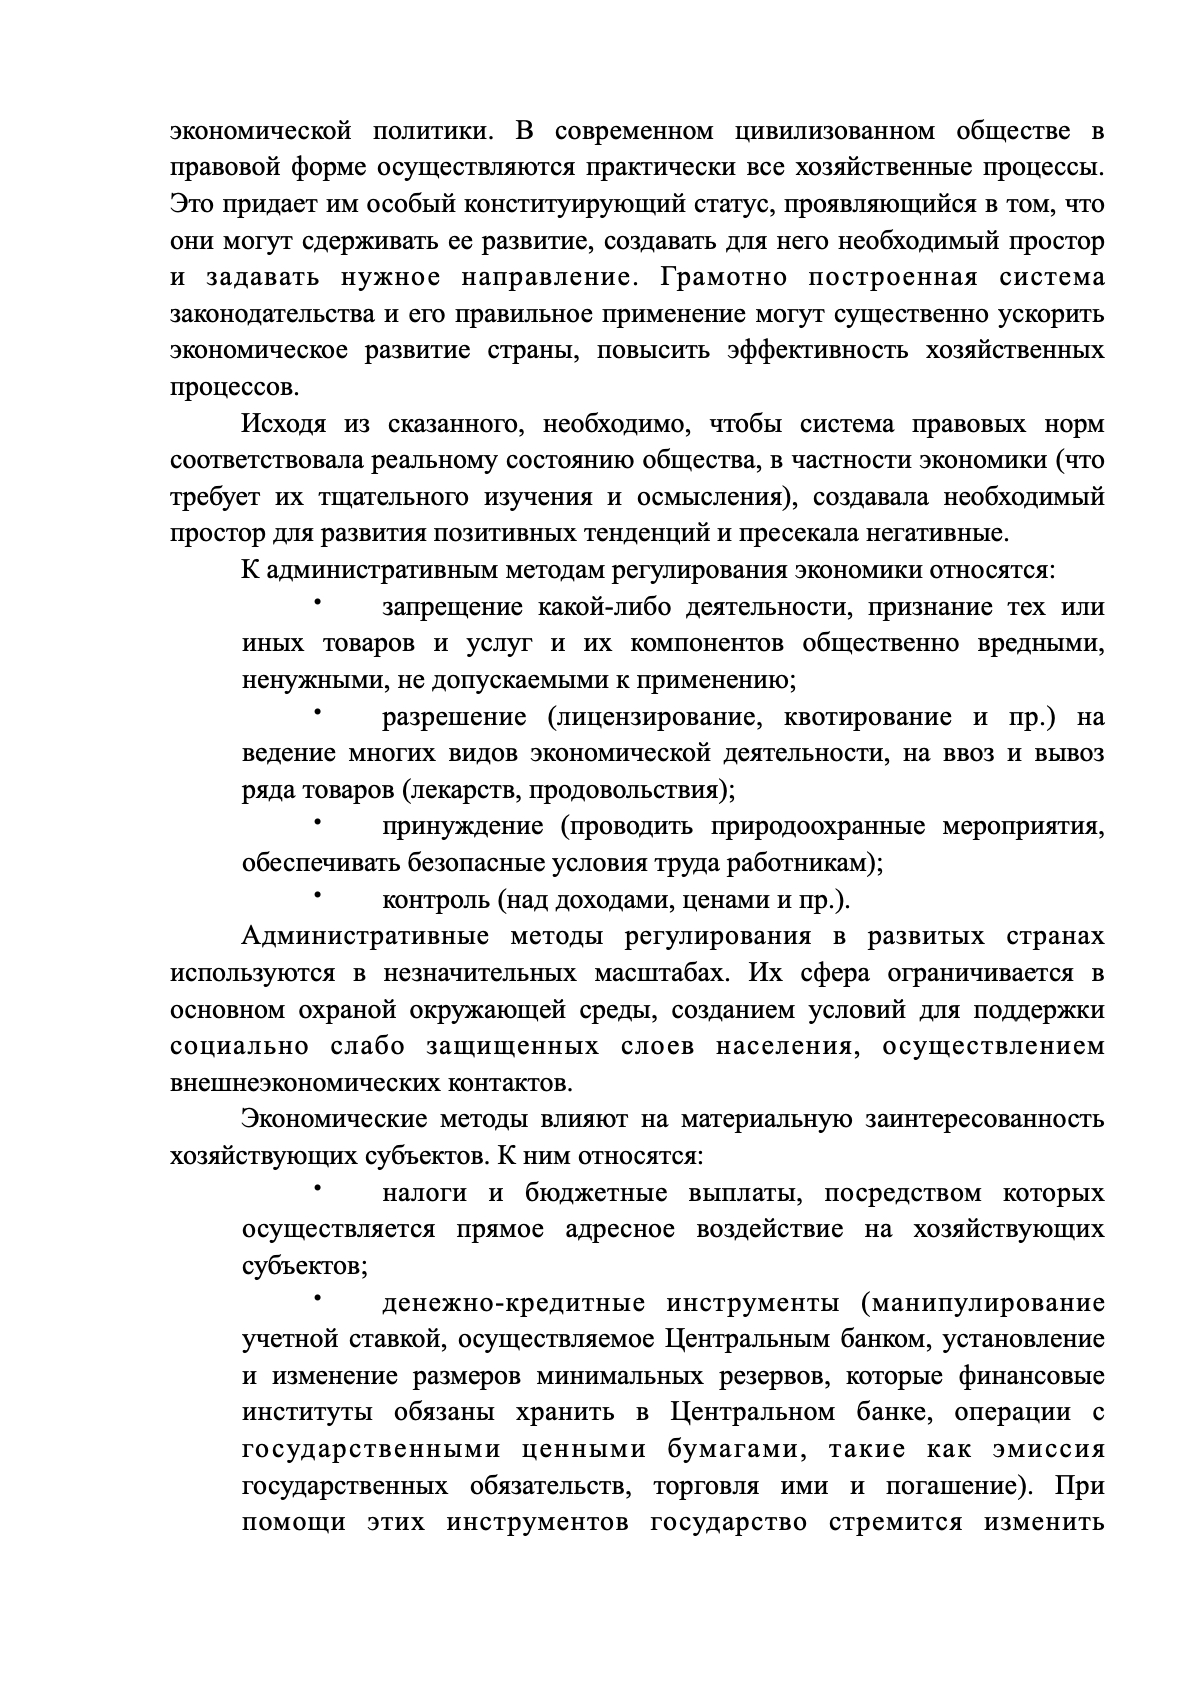 экономической политики. В современном цивилизованном обществе в
правовой форме осуществляются практически все хозяйственные процессы.
Это придает им особый конституирующий статус, проявляющийся в том, что
они могут сдерживать ее развитие, создавать для него необходимый простор
и задавать нужное направление. Грамотно построенная система
законодательства и его правильное применение могут существенно ускорить
экономическое развитие страны, повысить эффективность хозяйственных
процессов.
Исходя из сказанного, необходимо, чтобы система правовых норм
соответствовала реальному состоянию общества, в частности экономики (что
требует их тщательного изучения и осмысления), создавала необходимый
простор для развития позитивных тенденций и пресекала негативные.
К административным методам регулирования экономики относятся:
• запрещение какой-либо деятельности, признание тех или
иных товаров и услуг и их компонентов общественно вредными,
ненужными, не допускаемыми к применению;
• разрешение (лицензирование, квотирование и пр.) на
ведение многих видов экономической деятельности, на ввоз и вывоз
ряда товаров (лекарств, продовольствия);
• принуждение (проводить природоохранные мероприятия,
обеспечивать безопасные условия труда работникам);
• контроль (над доходами, ценами и пр.).
Административные методы регулирования в развитых странах
используются в незначительных масштабах. Их сфера ограничивается в
основном охраной окружающей среды, созданием условий для поддержки
социально слабо защищенных слоев населения, осуществлением
внешнеэкономических контактов.
Экономические методы влияют на материальную заинтересованность
хозяйствующих субъектов. К ним относятся:
• налоги и бюджетные выплаты, посредством которых
осуществляется прямое адресное воздействие на хозяйствующих
субъектов;
• денежно-кредитные инструменты (манипулирование
учетной ставкой, осуществляемое Центральным банком, установление
и изменение размеров минимальных резервов, которые финансовые
институты обязаны хранить в Центральном банке, операции с
государственными ценными бумагами, такие как эмиссия
государственных обязательств, торговля ими и погашение). При
помощи этих инструментов государство стремится изменить